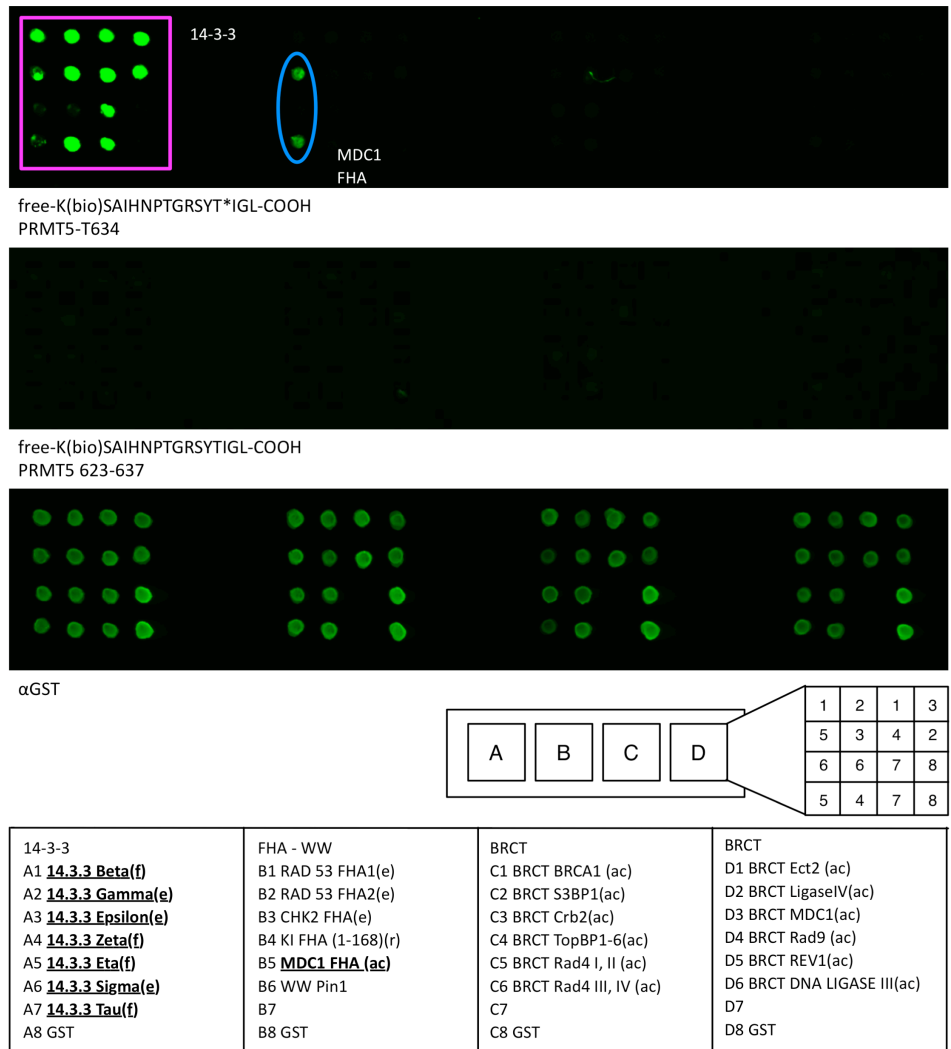 14-3-3
MDC1
FHA
free-K(bio)SAIHNPTGRSYT*IGL-COOH
PRMT5-T634
free-K(bio)SAIHNPTGRSYTIGL-COOH
PRMT5 623-637
αGST
A B C D
1 2 1 3
5 3 4 2
6 6 7 8
5 4 7 8
14-3-3
A1 14.3.3 Beta(f)
A2 14.3.3 Gamma(e)
A3 14.3.3 Epsilon(e)
A4 14.3.3 Zeta(f)
A5 14.3.3 Eta(f)
A6 14.3.3 Sigma(e)
A7 14.3.3 Tau(f)
A8 GST
FHA - WW
B1 RAD 53 FHA1(e)
B2 RAD 53 FHA2(e)
B3 CHK2 FHA(e)
B4 KI FHA (1-168)(r)
B5 MDC1 FHA (ac)
B6 WW Pin1
B7
B8 GST
BRCT
C1 BRCT BRCA1 (ac)
C2 BRCT S3BP1(ac)
C3 BRCT Crb2(ac)
C4 BRCT TopBP1-6(ac)
C5 BRCT Rad4 I, II (ac)
C6 BRCT Rad4 III, IV (ac)
C7
C8 GST
BRCT
D1 BRCT Ect2 (ac)
D2 BRCT LigaseIV(ac)
D3 BRCT MDC1(ac)
D4 BRCT Rad9 (ac)
D5 BRCT REV1(ac)
D6 BRCT DNA LIGASE III(ac)
D7
D8 GST